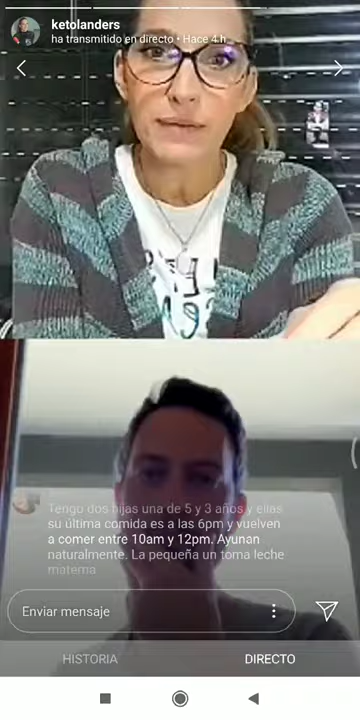 ketolanders
ha transmitido en directo • Hace 4 h
Tengo dos hijas una de 5 y 3 años y ellas
su última comida es a las 6pm y vuelven
a comer entre 10am y 12pm. Ayunan
naturalmente. La pequeña un toma leche
materna
Enviar mensaje
HISTORIA
DIRECTO